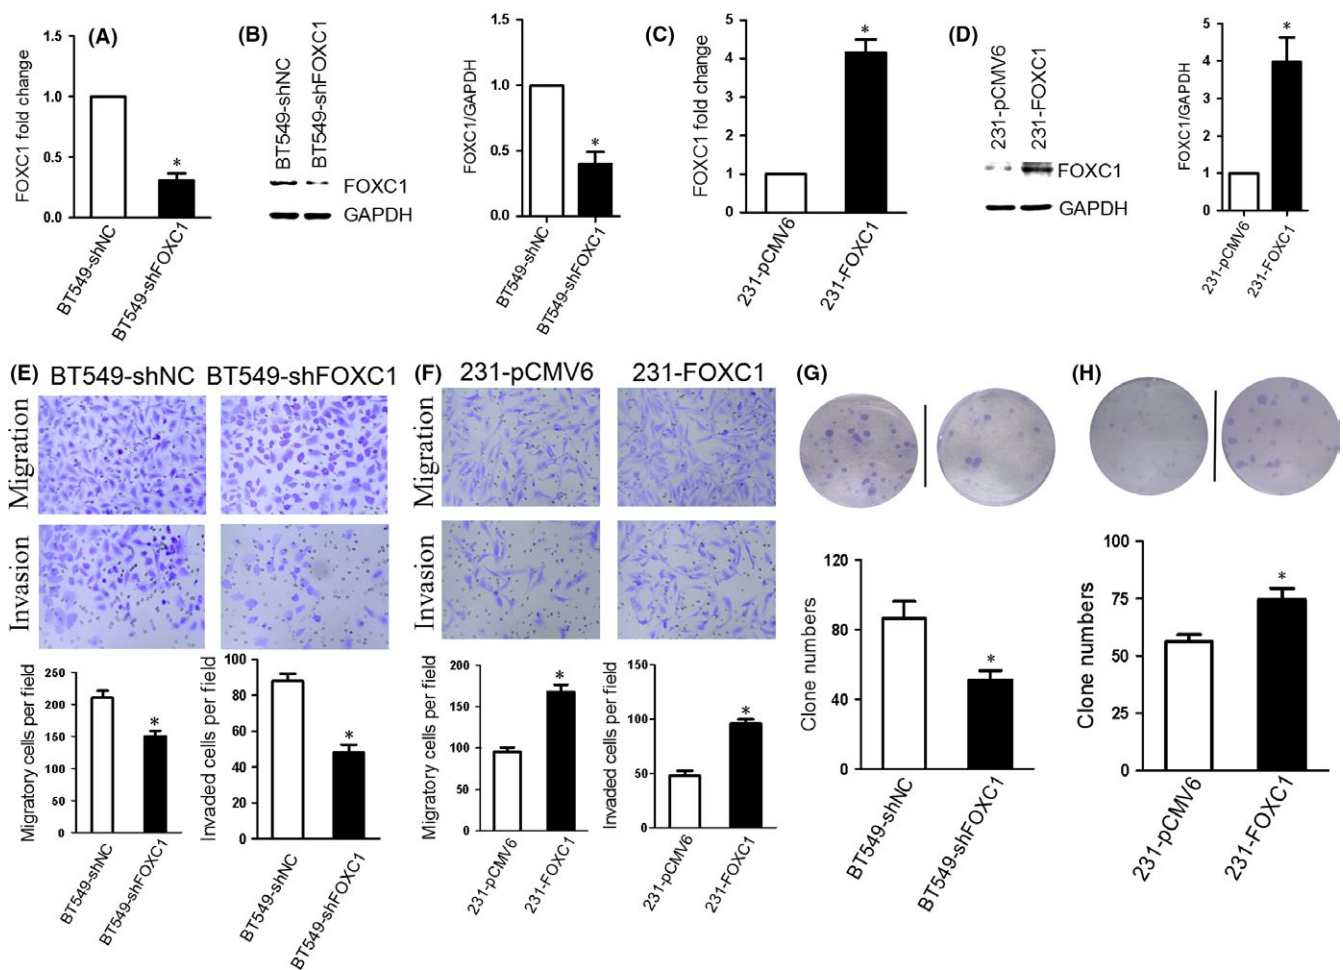 (A)
FOXC1 fold change
1.5
1.0
0.5
0.0
*
BT549-shNC
BT549-shFOXC1
(B)
BT549-shNC
BT549-shFOXC1
FOXC1
GAPDH
FOXC1/GAPDH
1.5
1.0
0.5
0.0
*
BT549-shNC
BT549-shFOXC1
(C)
FOXC1 fold change
5
4
3
2
1
0
*
231-pCMV6
231-FOXC1
(D)
231-pCMV6
231-FOXC1
FOXC1
GAPDH
FOXC1/GAPDH
5
4
3
2
1
0
*
231-pCMV6
231-FOXC1
(E)
BT549-shNC
BT549-shFOXC1
Migration
Invasion
Migratory cells per field
250
200
150
100
50
0
*
BT549-shNC
BT549-shFOXC1
Invaded cells per field
100
80
60
40
20
0
*
BT549-shNC
BT549-shFOXC1
(F)
231-pCMV6
231-FOXC1
Migration
Invasion
Migratory cells per field
200
150
100
50
0
*
231-pCMV6
231-FOXC1
Invaded cells per field
150
100
50
0
*
231-pCMV6
231-FOXC1
(G)
Clone numbers
120
80
40
0
*
BT549-shNC
BT549-shFOXC1
(H)
Clone numbers
100
75
50
25
0
*
231-pCMV6
231-FOXC1